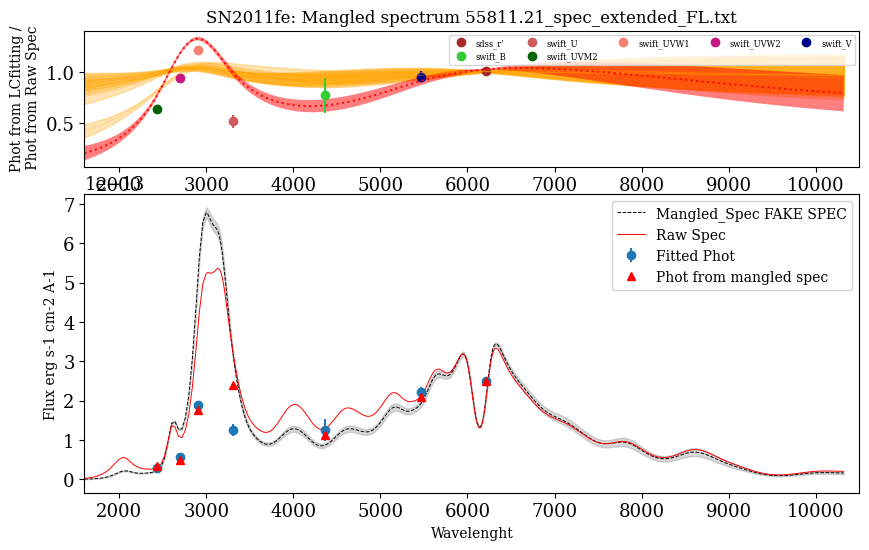 SN2011fe: Mangled spectrum 55811.21_spec_extended_FL.txt
Phot from LCfitting /
Phot from Raw Spec
1.0
0.5
sdss_r'
swift_U
swift_UVW1
swift_UVW2
swift_V
swift_B
swift_UVM2
2000 3000 4000 5000 6000 7000 8000 9000 10000
1e−13
Flux erg s-1 cm-2 A-1
7
6
5
4
3
2
1
0
Mangled_Spec FAKE SPEC
Raw Spec
Fitted Phot
Phot from mangled spec
2000 3000 4000 5000 6000 7000 8000 9000 10000
Wavelenght